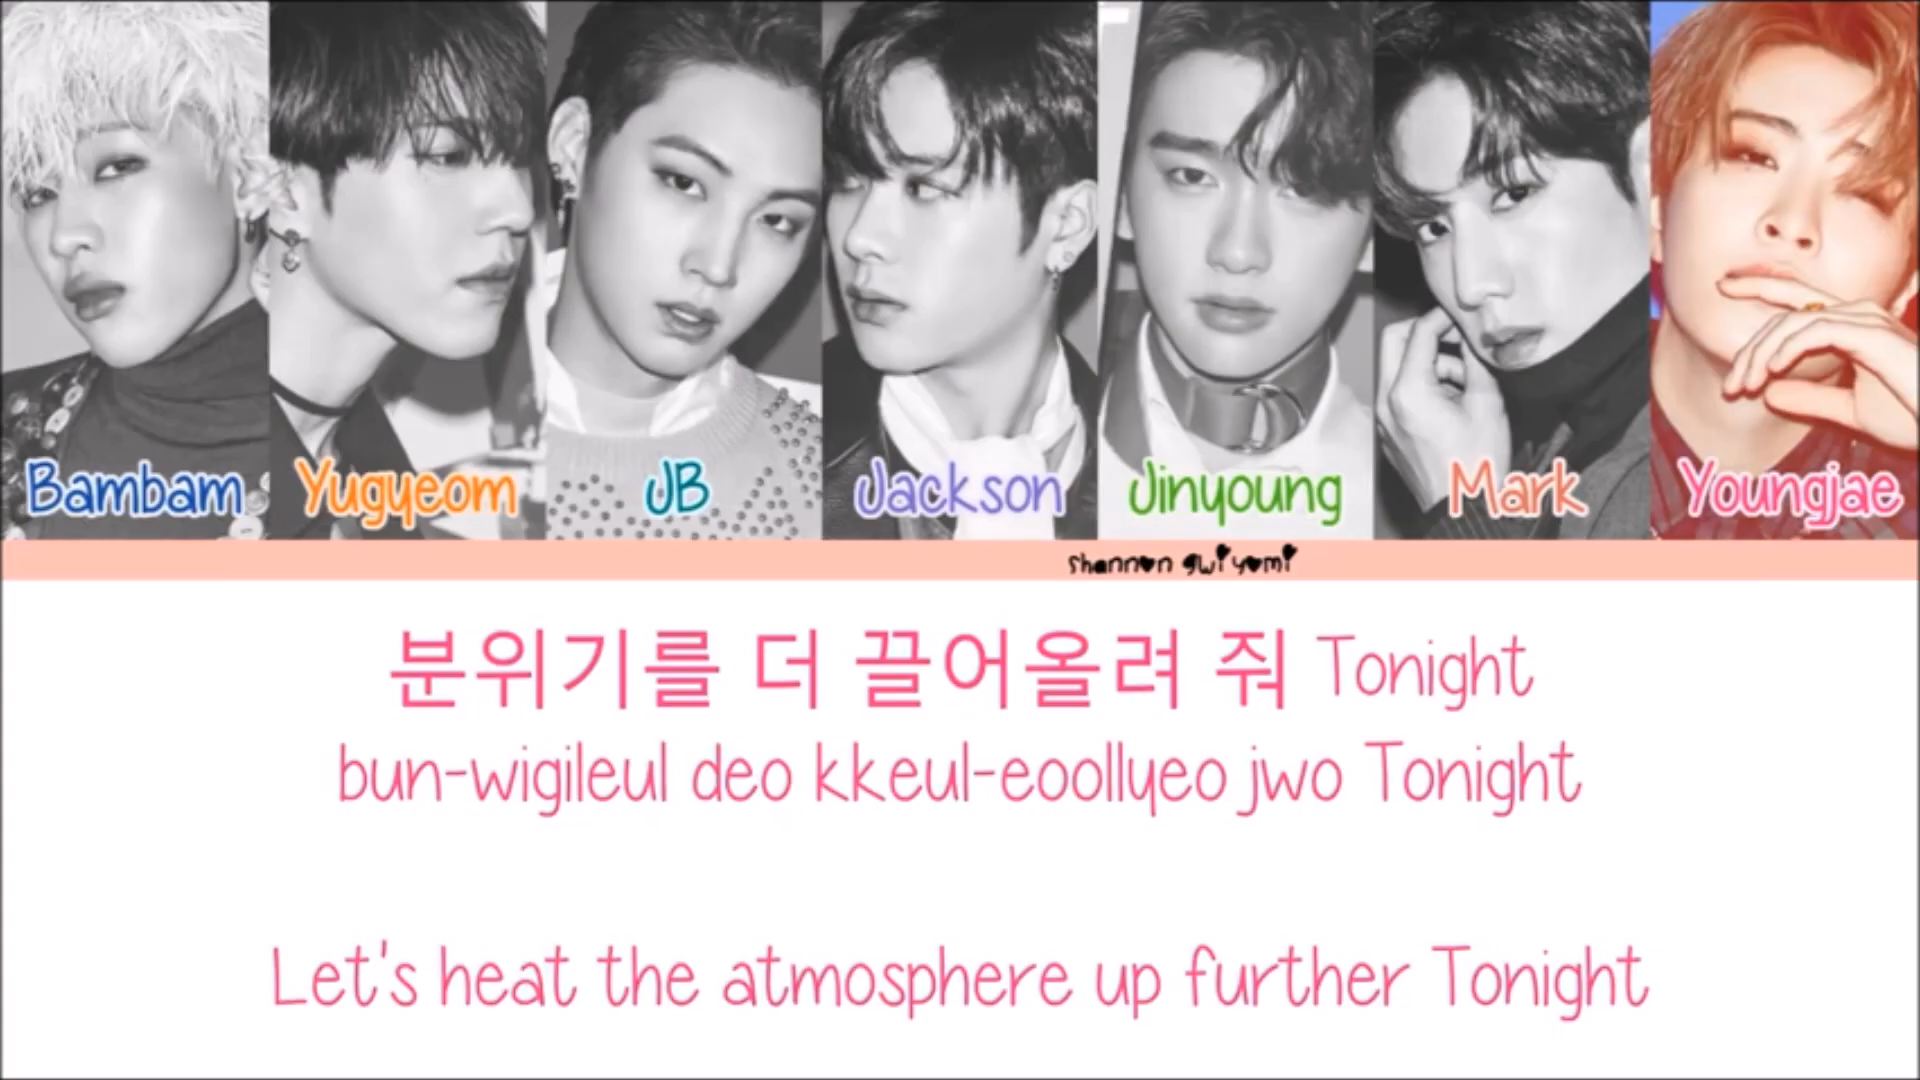 Bambam Yugyeom JB Jackson Jinyoung Mark Youngjae
shannon gwiyomi
분위기를 더 끌어올려 줘 Tonight
bun-wigileul deo kkeul-eoollyeo jwo Tonight
Let's heat the atmosphere up further Tonight